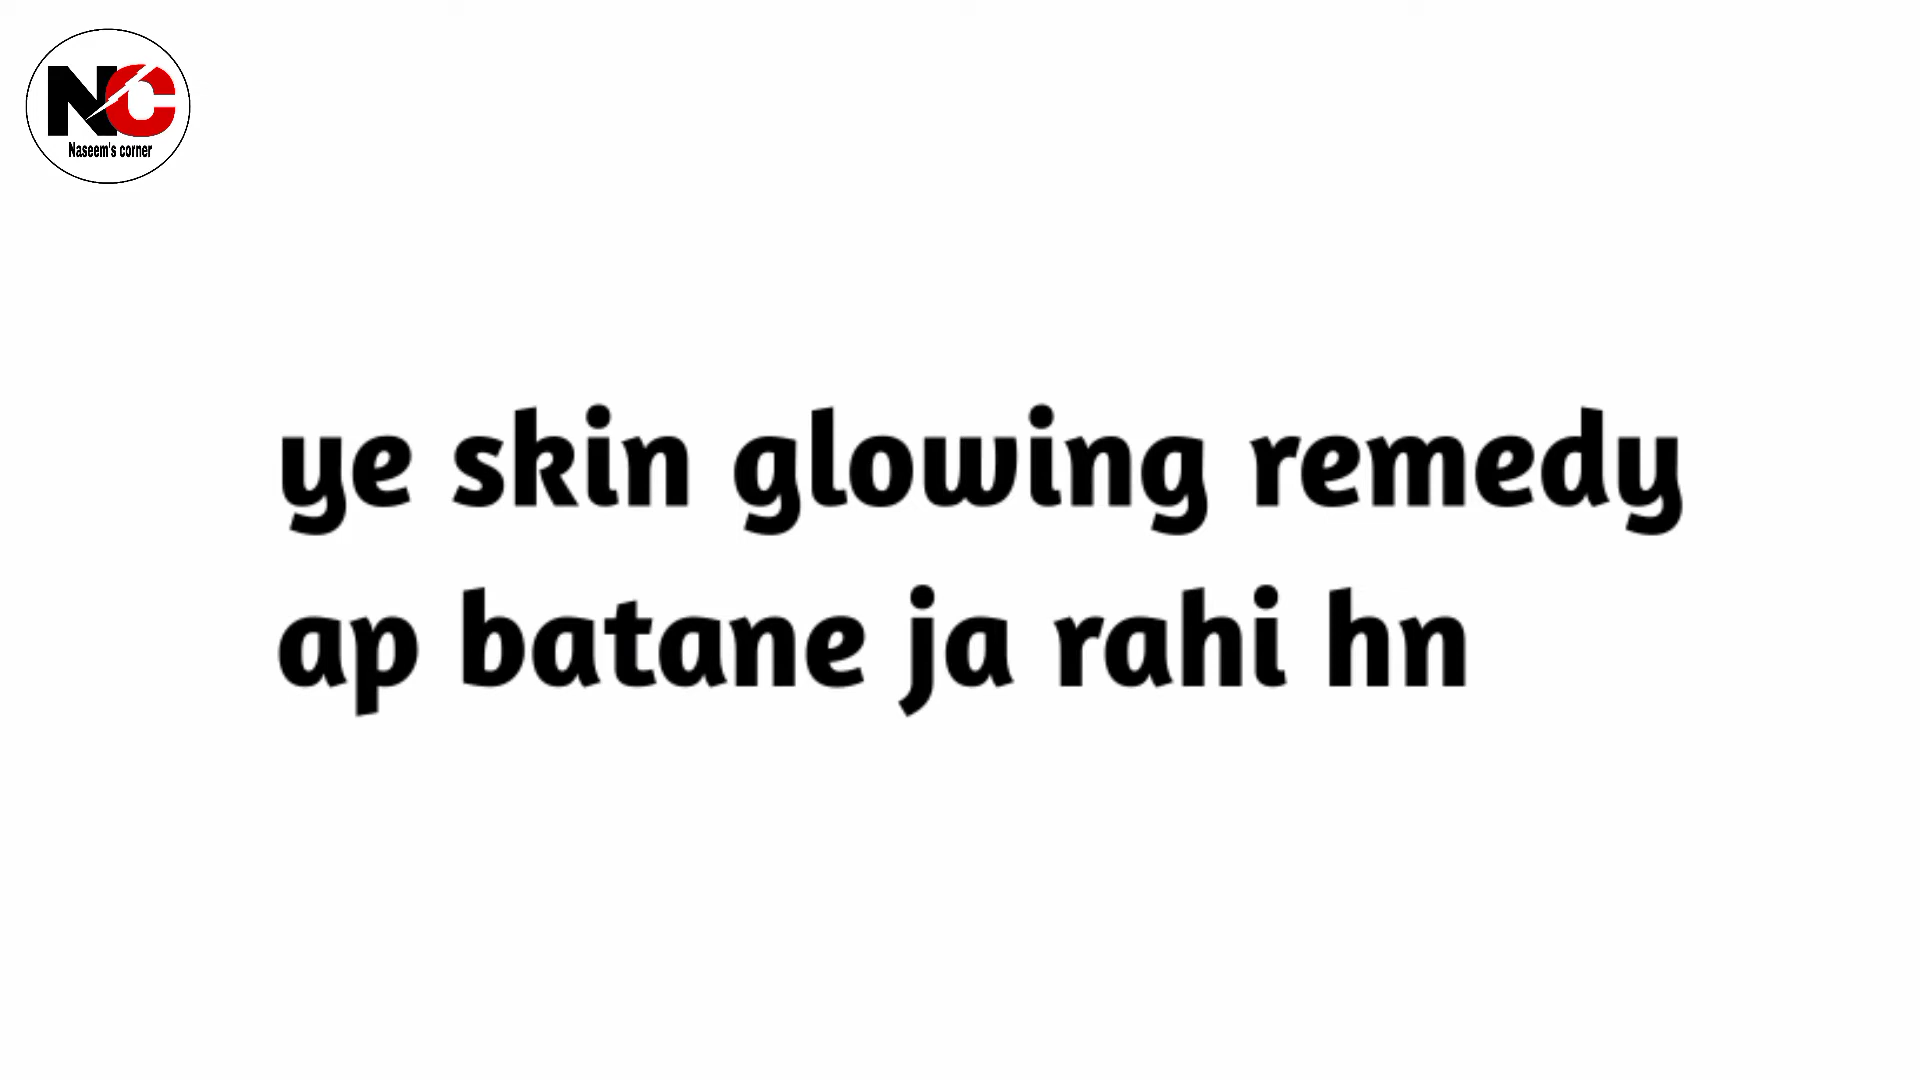 NC
Naseem's corner
ye skin glowing remedy
ap batane ja rahi hn